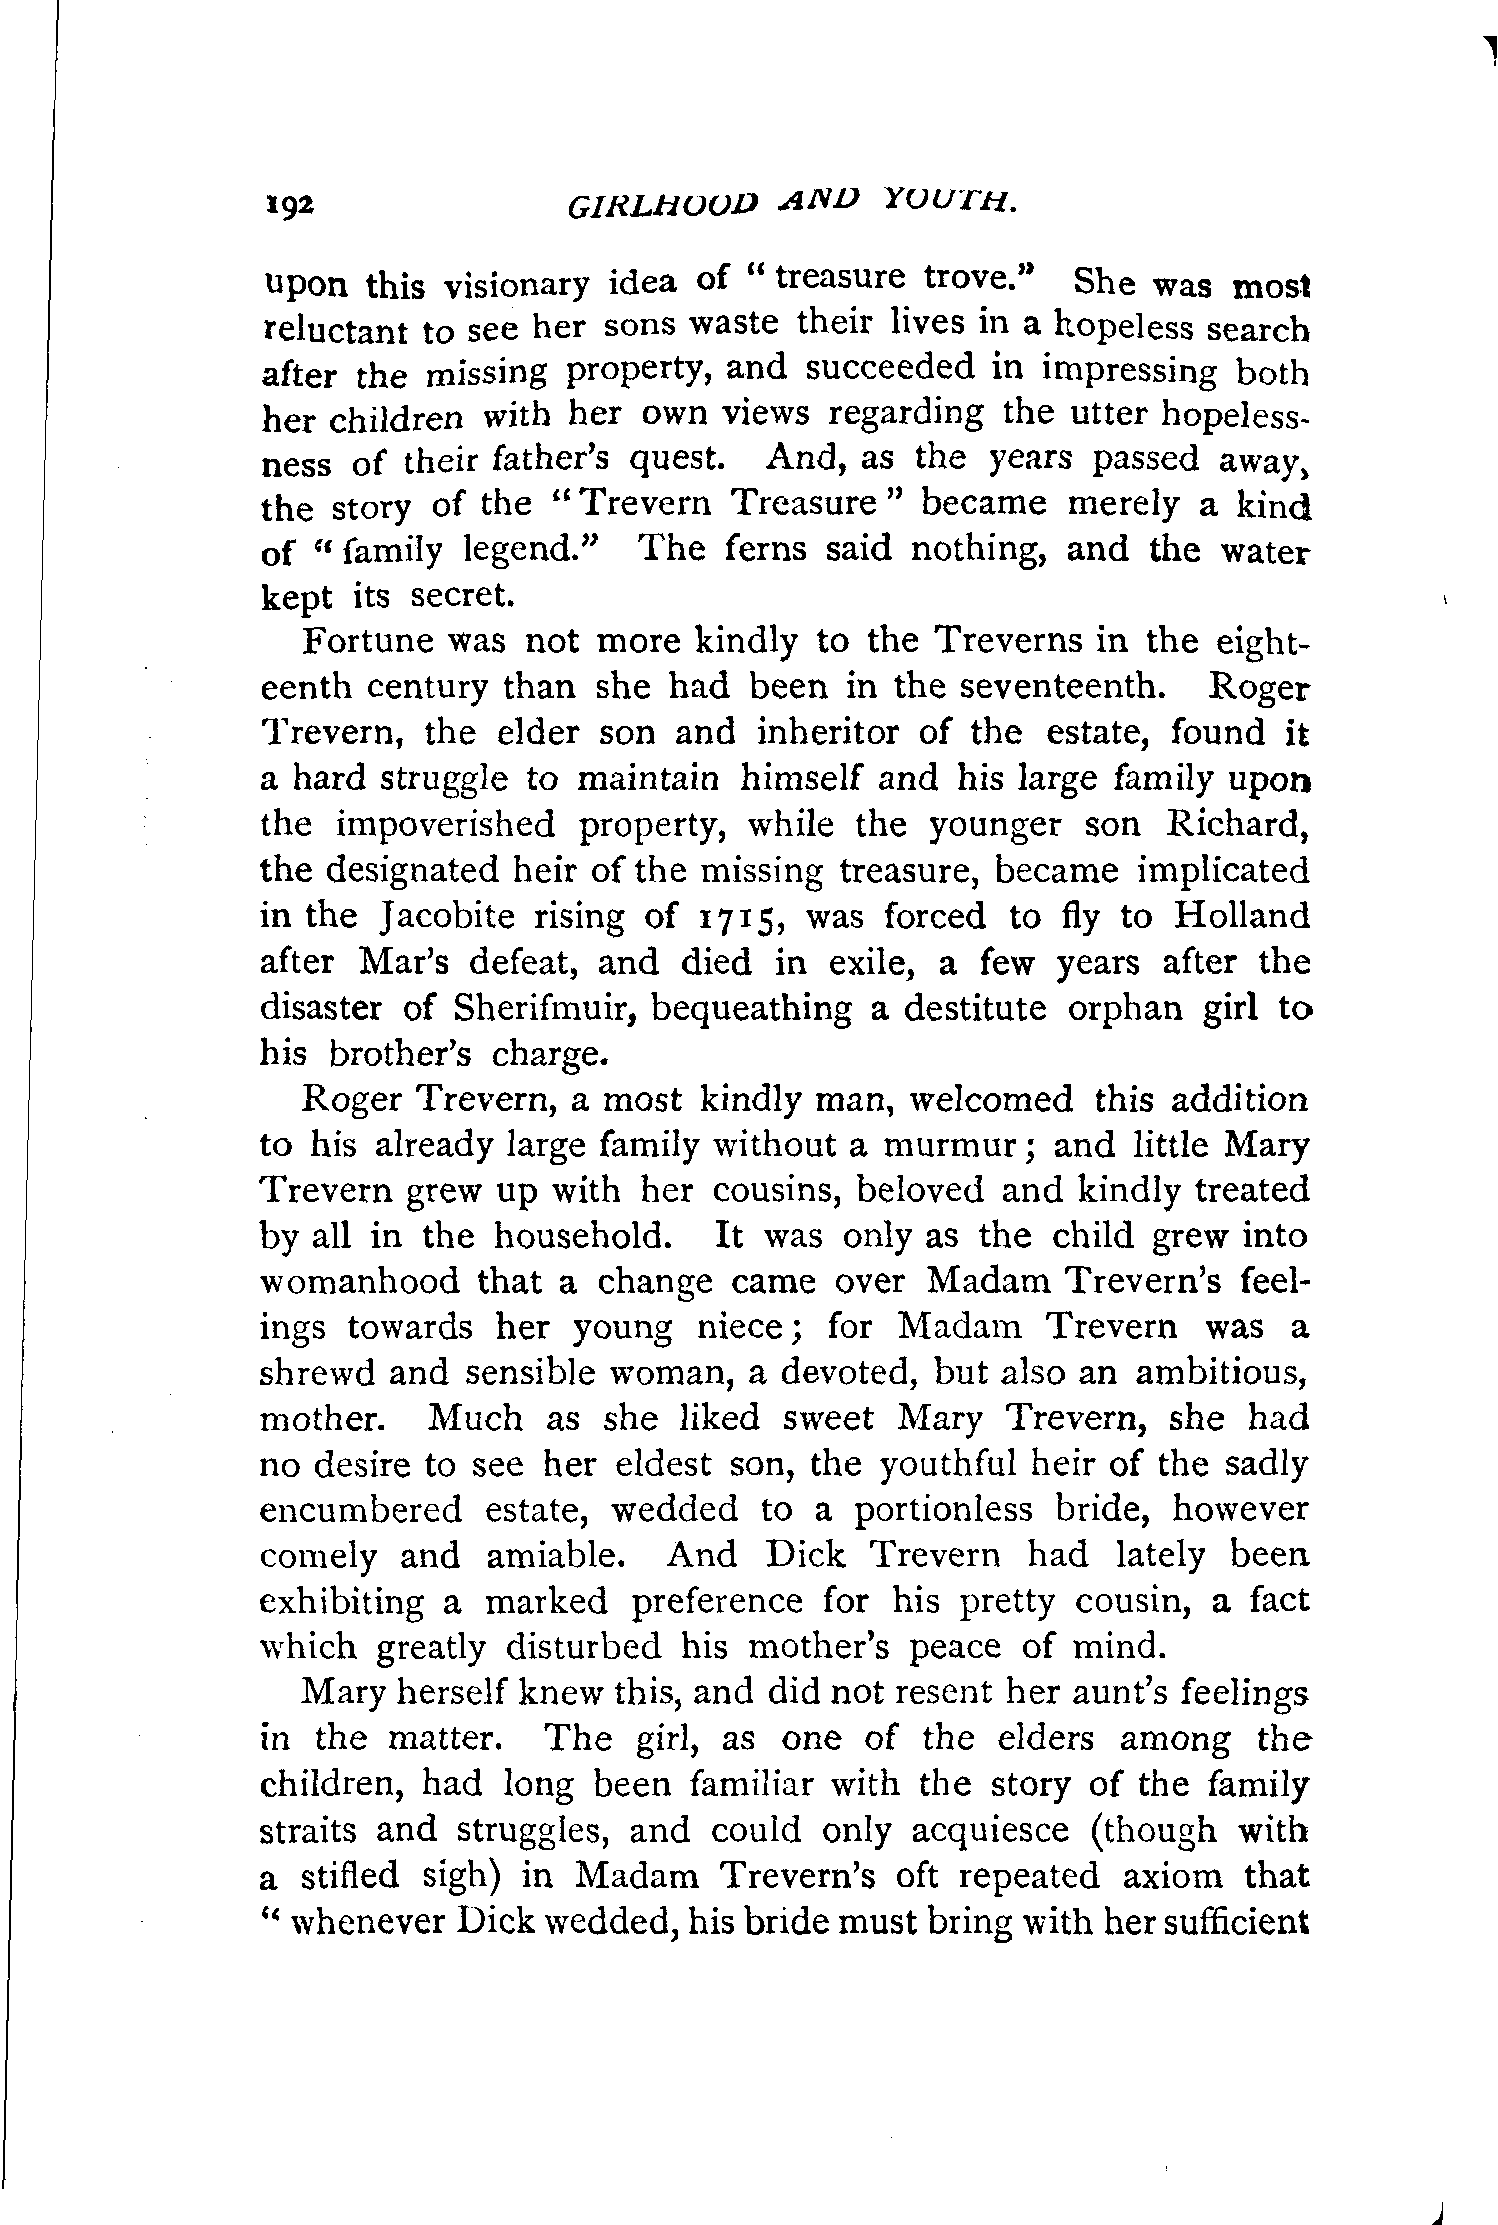 192 GIRLHOOD AND YOUTH.
upon this visionary idea of " treasure trove." She was most
reluctant to see her sons waste their lives in a hopeless search
after the missing property, and succeeded in impressing both
her children with her own views regarding the utter hopeless-
ness of their father's quest. And, as the years passed away,
the story of the " Trevern Treasure " became merely a kind
of " family legend." The ferns said nothing, and the water
kept its secret.
Fortune was not more kindly to the Treverns in the eight-
eenth century than she had been in the seventeenth. Roger
Trevern, the elder son and inheritor of the estate, found it
a hard struggle to maintain himself and his large family upon
the impoverished property, while the younger son Richard,
the designated heir of the missing treasure, became implicated
in the Jacobite rising of 1715, was forced to fly to Holland
after Mar's defeat, and died in exile, a few years after the
disaster of Sherifmuir, bequeathing a destitute orphan girl to
his brother's charge.
Roger Trevern, a most kindly man, welcomed this addition
to his already large family without a murmur ; and little Mary
Trevern grew up with her cousins, beloved and kindly treated
by all in the household. It was only as the child grew into
womanhood that a change came over Madam Trevern's feel-
ings towards her young niece ; for Madam Trevern was a
shrewd and sensible woman, a devoted, but also an ambitious,
mother. Much as she liked sweet Mary Trevern, she had
no desire to see her eldest son, the youthful heir of the sadly
encumbered estate, wedded to a portionless bride, however
comely and amiable. And Dick Trevern had lately been
exhibiting a marked preference for his pretty cousin, a fact
which greatly disturbed his mother's peace of mind.
Mary herself knew this, and did not resent her aunt's feelings
in the matter. The girl, as one of the elders among the
children, had long been familiar with the story of the family
straits and struggles, and could only acquiesce (though with
a stifled sigh) in Madam Trevern's oft repeated axiom that
" whenever Dick wedded, his bride must bring with her sufficient